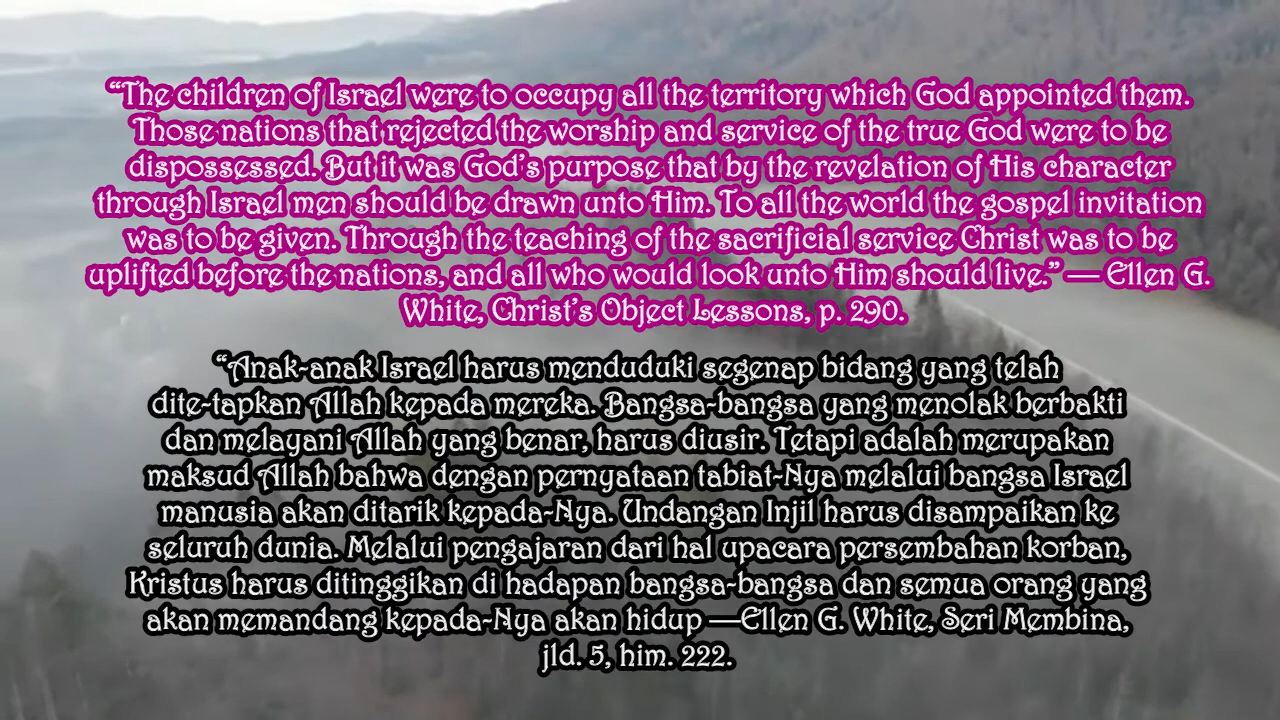 “The children of Israel were to occupy all the territory which God appointed them.
Those nations that rejected the worship and service of the true God were to be
dispossessed. But it was God’s purpose that by the revelation of His character
through Israel men should be drawn unto Him. To all the world the gospel invitation
was to be given. Through the teaching of the sacrificial service Christ was to be
uplifted before the nations, and all who would look unto Him should live.” — Ellen G.
White, Christ’s Object Lessons, p. 290.
“Anak-anak Israel harus menduduki segenap bidang yang telah
dite-tapkan Allah kepada mereka. Bangsa-bangsa yang menolak berbakti
dan melayani Allah yang benar, harus diusir. Tetapi adalah merupakan
maksud Allah bahwa dengan pernyataan tabiat-Nya melalui bangsa Israel
manusia akan ditarik kepada-Nya. Undangan Injil harus disampaikan ke
seluruh dunia. Melalui pengajaran dari hal upacara persembahan korban,
Kristus harus ditinggikan di hadapan bangsa-bangsa dan semua orang yang
akan memandang kepada-Nya akan hidup —Ellen G. White, Seri Membina,
jld. 5, him. 222.